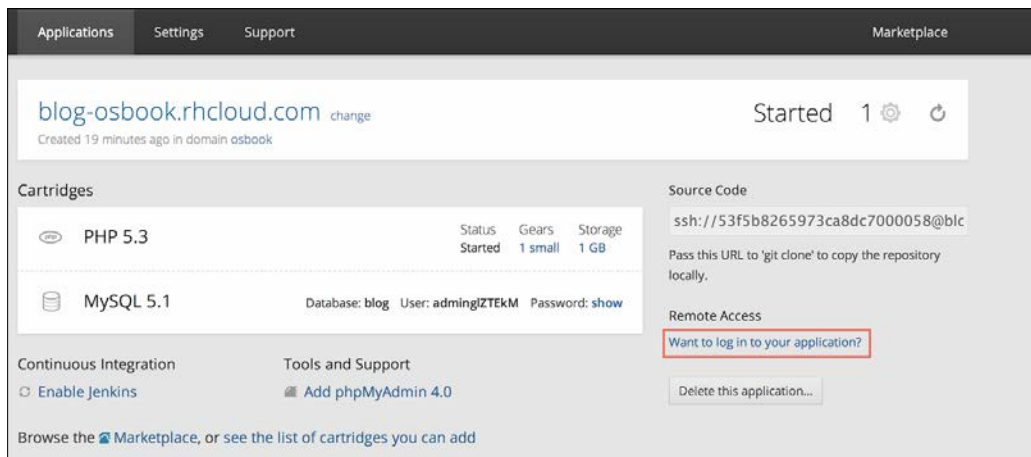 Applications Settings Support Marketplace
blog-osbook.rhcloud.com change
Created 19 minutes ago in domain osbook
Started 1
Cartridges
php PHP 5.3
Status Gears Storage
Started 1 small 1 GB
MySQL 5.1
Database: blog User: adminglZTEkM Password: show
Continuous Integration
Enable Jenkins
Tools and Support
Add phpMyAdmin 4.0
Browse the Marketplace, or see the list of cartridges you can add
Source Code
ssh://53f5b8265973ca8dc7000058@blc
Pass this URL to 'git clone' to copy the repository
locally.
Remote Access
Want to log in to your application?
Delete this application...